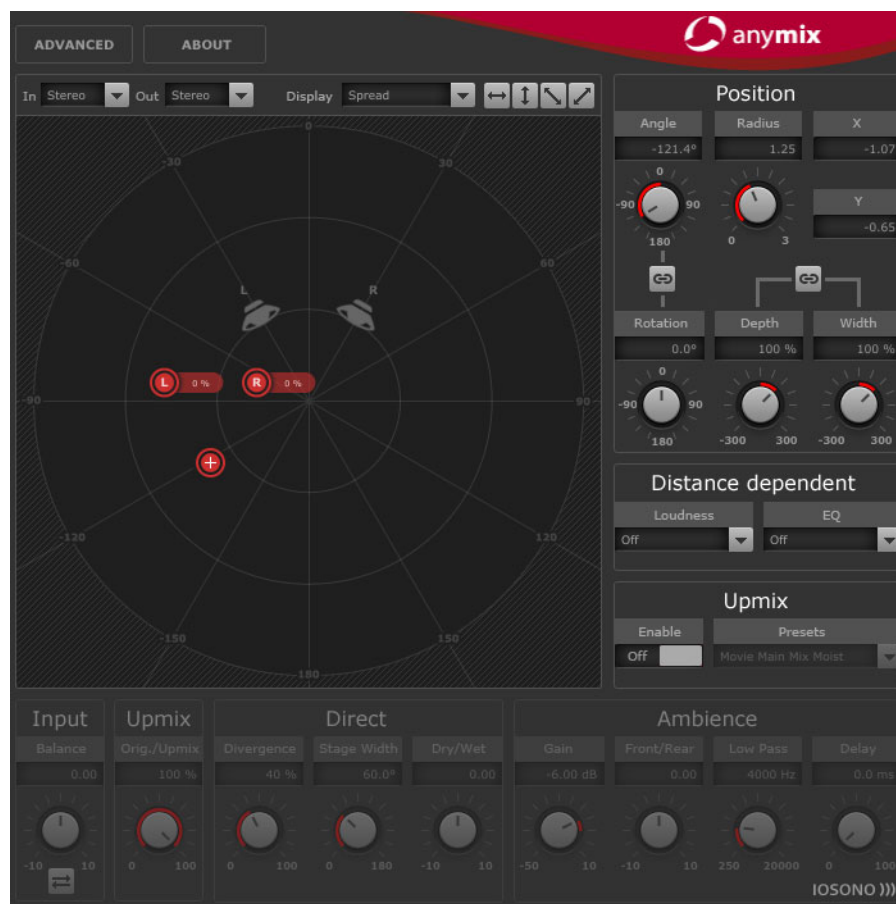 ADVANCED ABOUT anymix
In Stereo Out Stereo Display Spread
Position
Angle Radius X
-121.4° 1.25 -1.07
0
-90 90
180
0 3
Y
-0.65
Rotation Depth Width
0.0° 100 % 100 %
0
-90 90
180
-300 300
-300 300
0
-30 30
-60 60
L R
L 0 % R 0 %
-90 90
-120 120
-150 150
180
Distance dependent
Loudness EQ
Off Off
Upmix
Enable Presets
Off Movie Main Mix Moist
Input Upmix Direct Ambience
Balance Orig./Upmix Divergence Stage Width Dry/Wet Gain Front/Rear Low Pass Delay
0.00 100 % 40 % 60.0° 0.00 -6.00 dB 0.00 4000 Hz 0.0 ms
-10 10 0 100 0 100 0 180 -10 10 -50 10 -10 10 250 20000 0 100
IOSONO